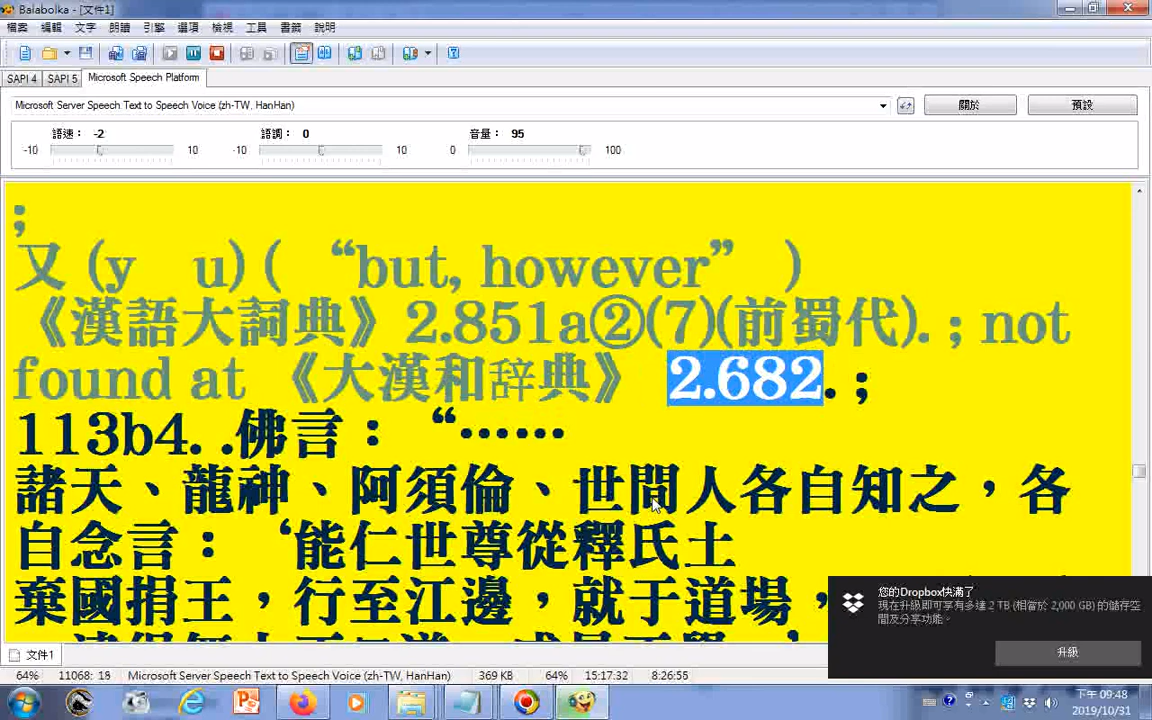 Balabolka - [文件1]
檔案 編輯 文字 朗讀 引擎 選項 檢視 工具 書籤 說明
SAPI 4 SAPI 5 Microsoft Speech Platform
Microsoft Server Speech Text to Speech Voice (zh-TW, HanHan) 關於 預設
語速： -2 語調： 0 音量： 95
-10 10 -10 10 0 100
;
又 (y u) ( “but, however” )
《漢語大詞典》2.851a②(7)(前蜀代). ; not
found at 《大漢和辞典》 2.682. ;
113b4. .佛言：“……
諸天、龍神、阿須倫、世間人各自知之，各
自念言：‘能仁世尊從釋氏土
棄國捐王，行至江邊，就于道場，
您的Dropbox快滿了
現在升級即可享有多達 2 TB (相當於 2,000 GB) 的儲存空
間及分享功能。
升級
文件1
64% 11068: 18 Microsoft Server Speech Text to Speech Voice (zh-TW, HanHan) 369 KB 64% 15:17:32 8:26:55
下午 09:48
2019/10/31